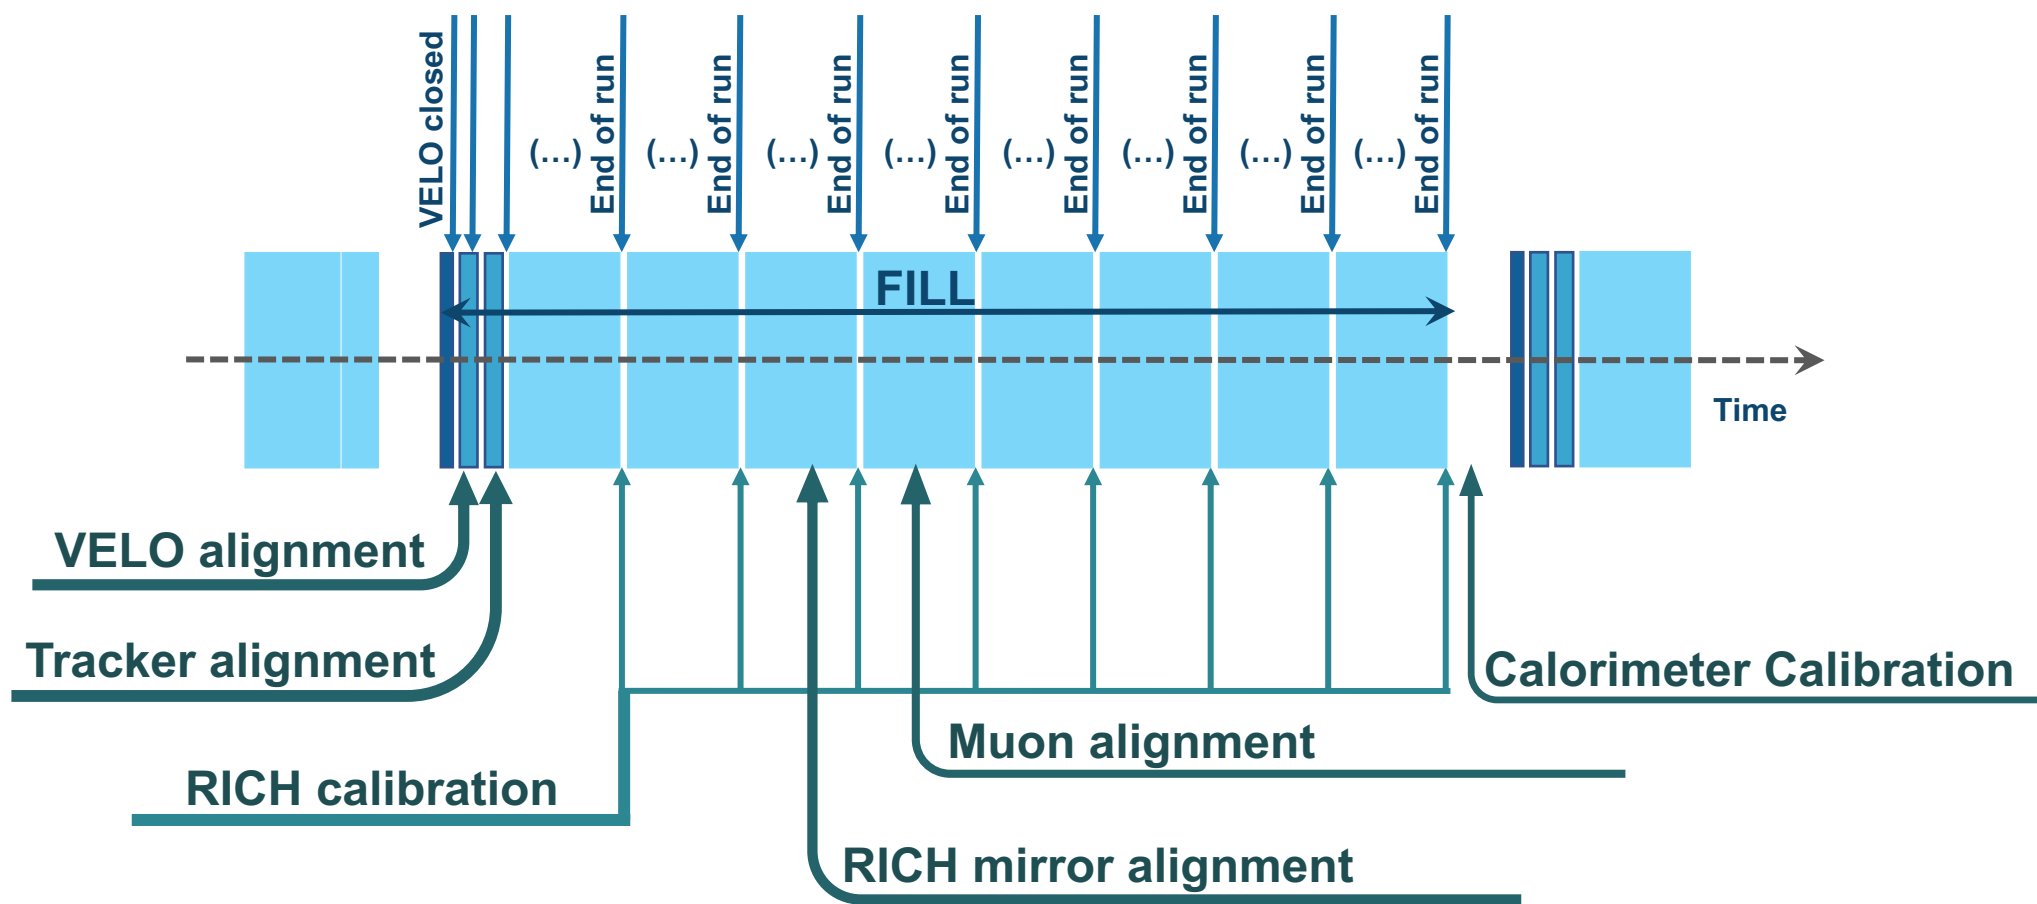 VELO closed
(...) End of run
(...) End of run
(...) End of run
(...) End of run
(...) End of run
(...) End of run
(...) End of run
(...) End of run
FILL
Time
VELO alignment
Tracker alignment
Calorimeter Calibration
Muon alignment
RICH calibration
RICH mirror alignment